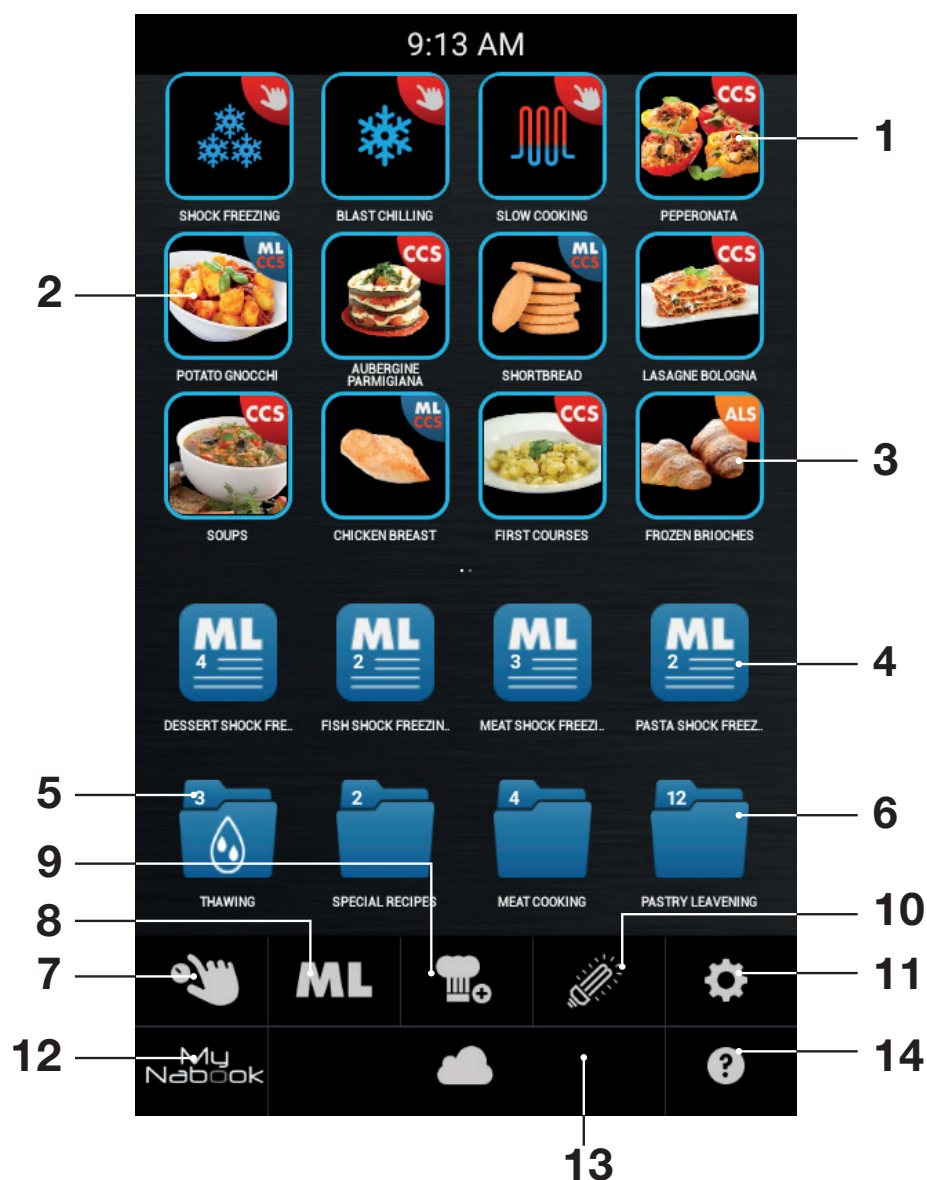 9:13 AM
CCS
1
SHOCK FREEZING
BLAST CHILLING
SLOW COOKING
PEPERONATA
2
ML
CCS
CCS
ML
CCS
CCS
POTATO GNOCCHI
AUBERGINE
PARMIGIANA
SHORTBREAD
LASAGNE BOLOGNA
CCS
ML
CCS
CCS
ALS
3
SOUPS
CHICKEN BREAST
FIRST COURSES
FROZEN BRIOCHES
ML
4
ML
2
ML
3
ML
2
4
DESSERT SHOCK FRE..
FISH SHOCK FREEZIN..
MEAT SHOCK FREEZI..
PASTA SHOCK FREEZ..
5
3
2
4
12
6
THAWING
SPECIAL RECIPES
MEAT COOKING
PASTRY LEAVENING
9
8
10
7
ML
11
12
My
Nabook
?
14
13